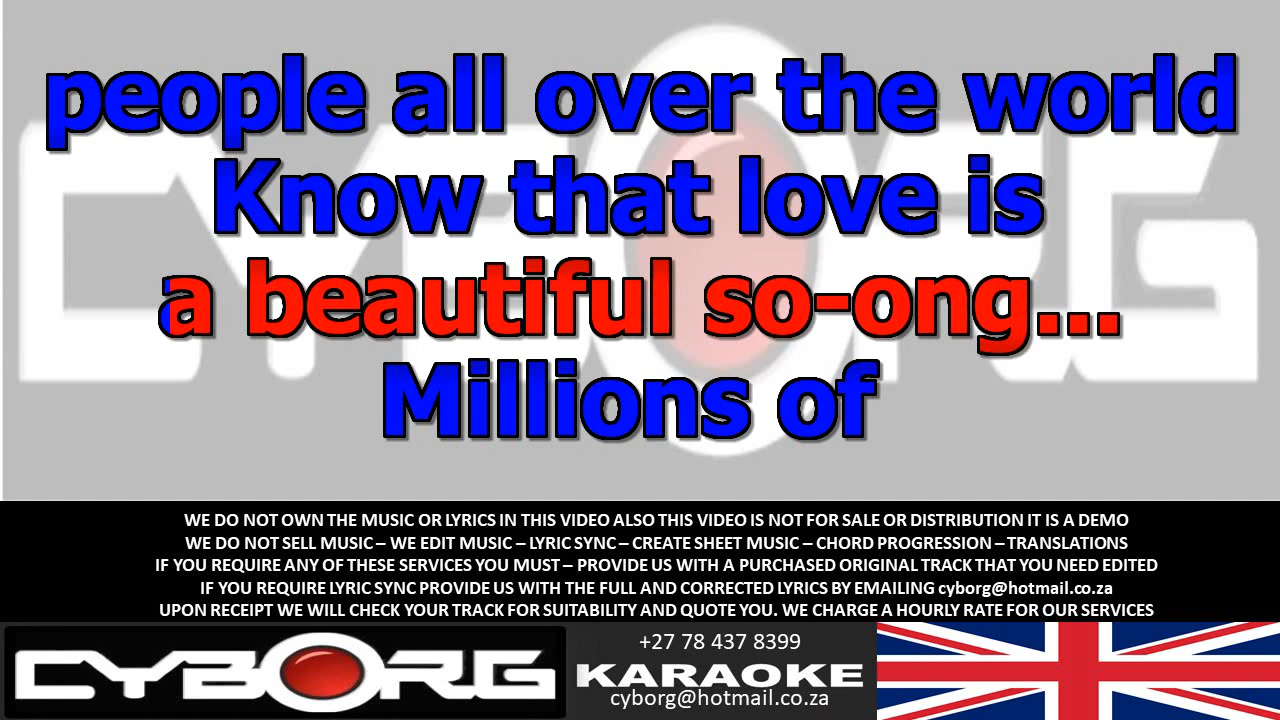 people all over the world
Know that love is
a beautiful so-ong...
Millions of
WE DO NOT OWN THE MUSIC OR LYRICS IN THIS VIDEO ALSO THIS VIDEO IS NOT FOR SALE OR DISTRIBUTION IT IS A DEMO
WE DO NOT SELL MUSIC – WE EDIT MUSIC – LYRIC SYNC – CREATE SHEET MUSIC – CHORD PROGRESSION – TRANSLATIONS
IF YOU REQUIRE ANY OF THESE SERVICES YOU MUST – PROVIDE US WITH A PURCHASED ORIGINAL TRACK THAT YOU NEED EDITED
IF YOU REQUIRE LYRIC SYNC PROVIDE US WITH THE FULL AND CORRECTED LYRICS BY EMAILING cyborg@hotmail.co.za
UPON RECEIPT WE WILL CHECK YOUR TRACK FOR SUITABILITY AND QUOTE YOU. WE CHARGE A HOURLY RATE FOR OUR SERVICES
CYBORG
+27 78 437 8399
KARAOKE
cyborg@hotmail.co.za
CYBORG